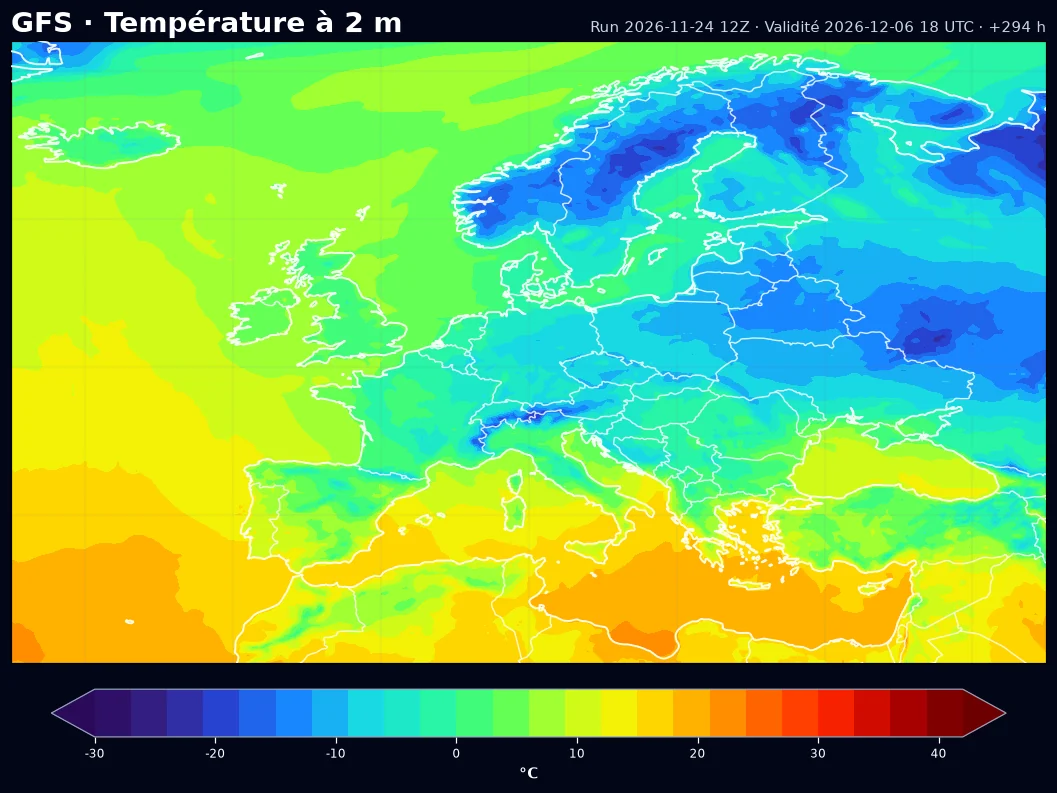 GFS · Température à 2 m
Run 2026-11-24 12Z · Validité 2026-12-06 18 UTC · +294 h
-30 -20 -10 0 10 20 30 40
°C